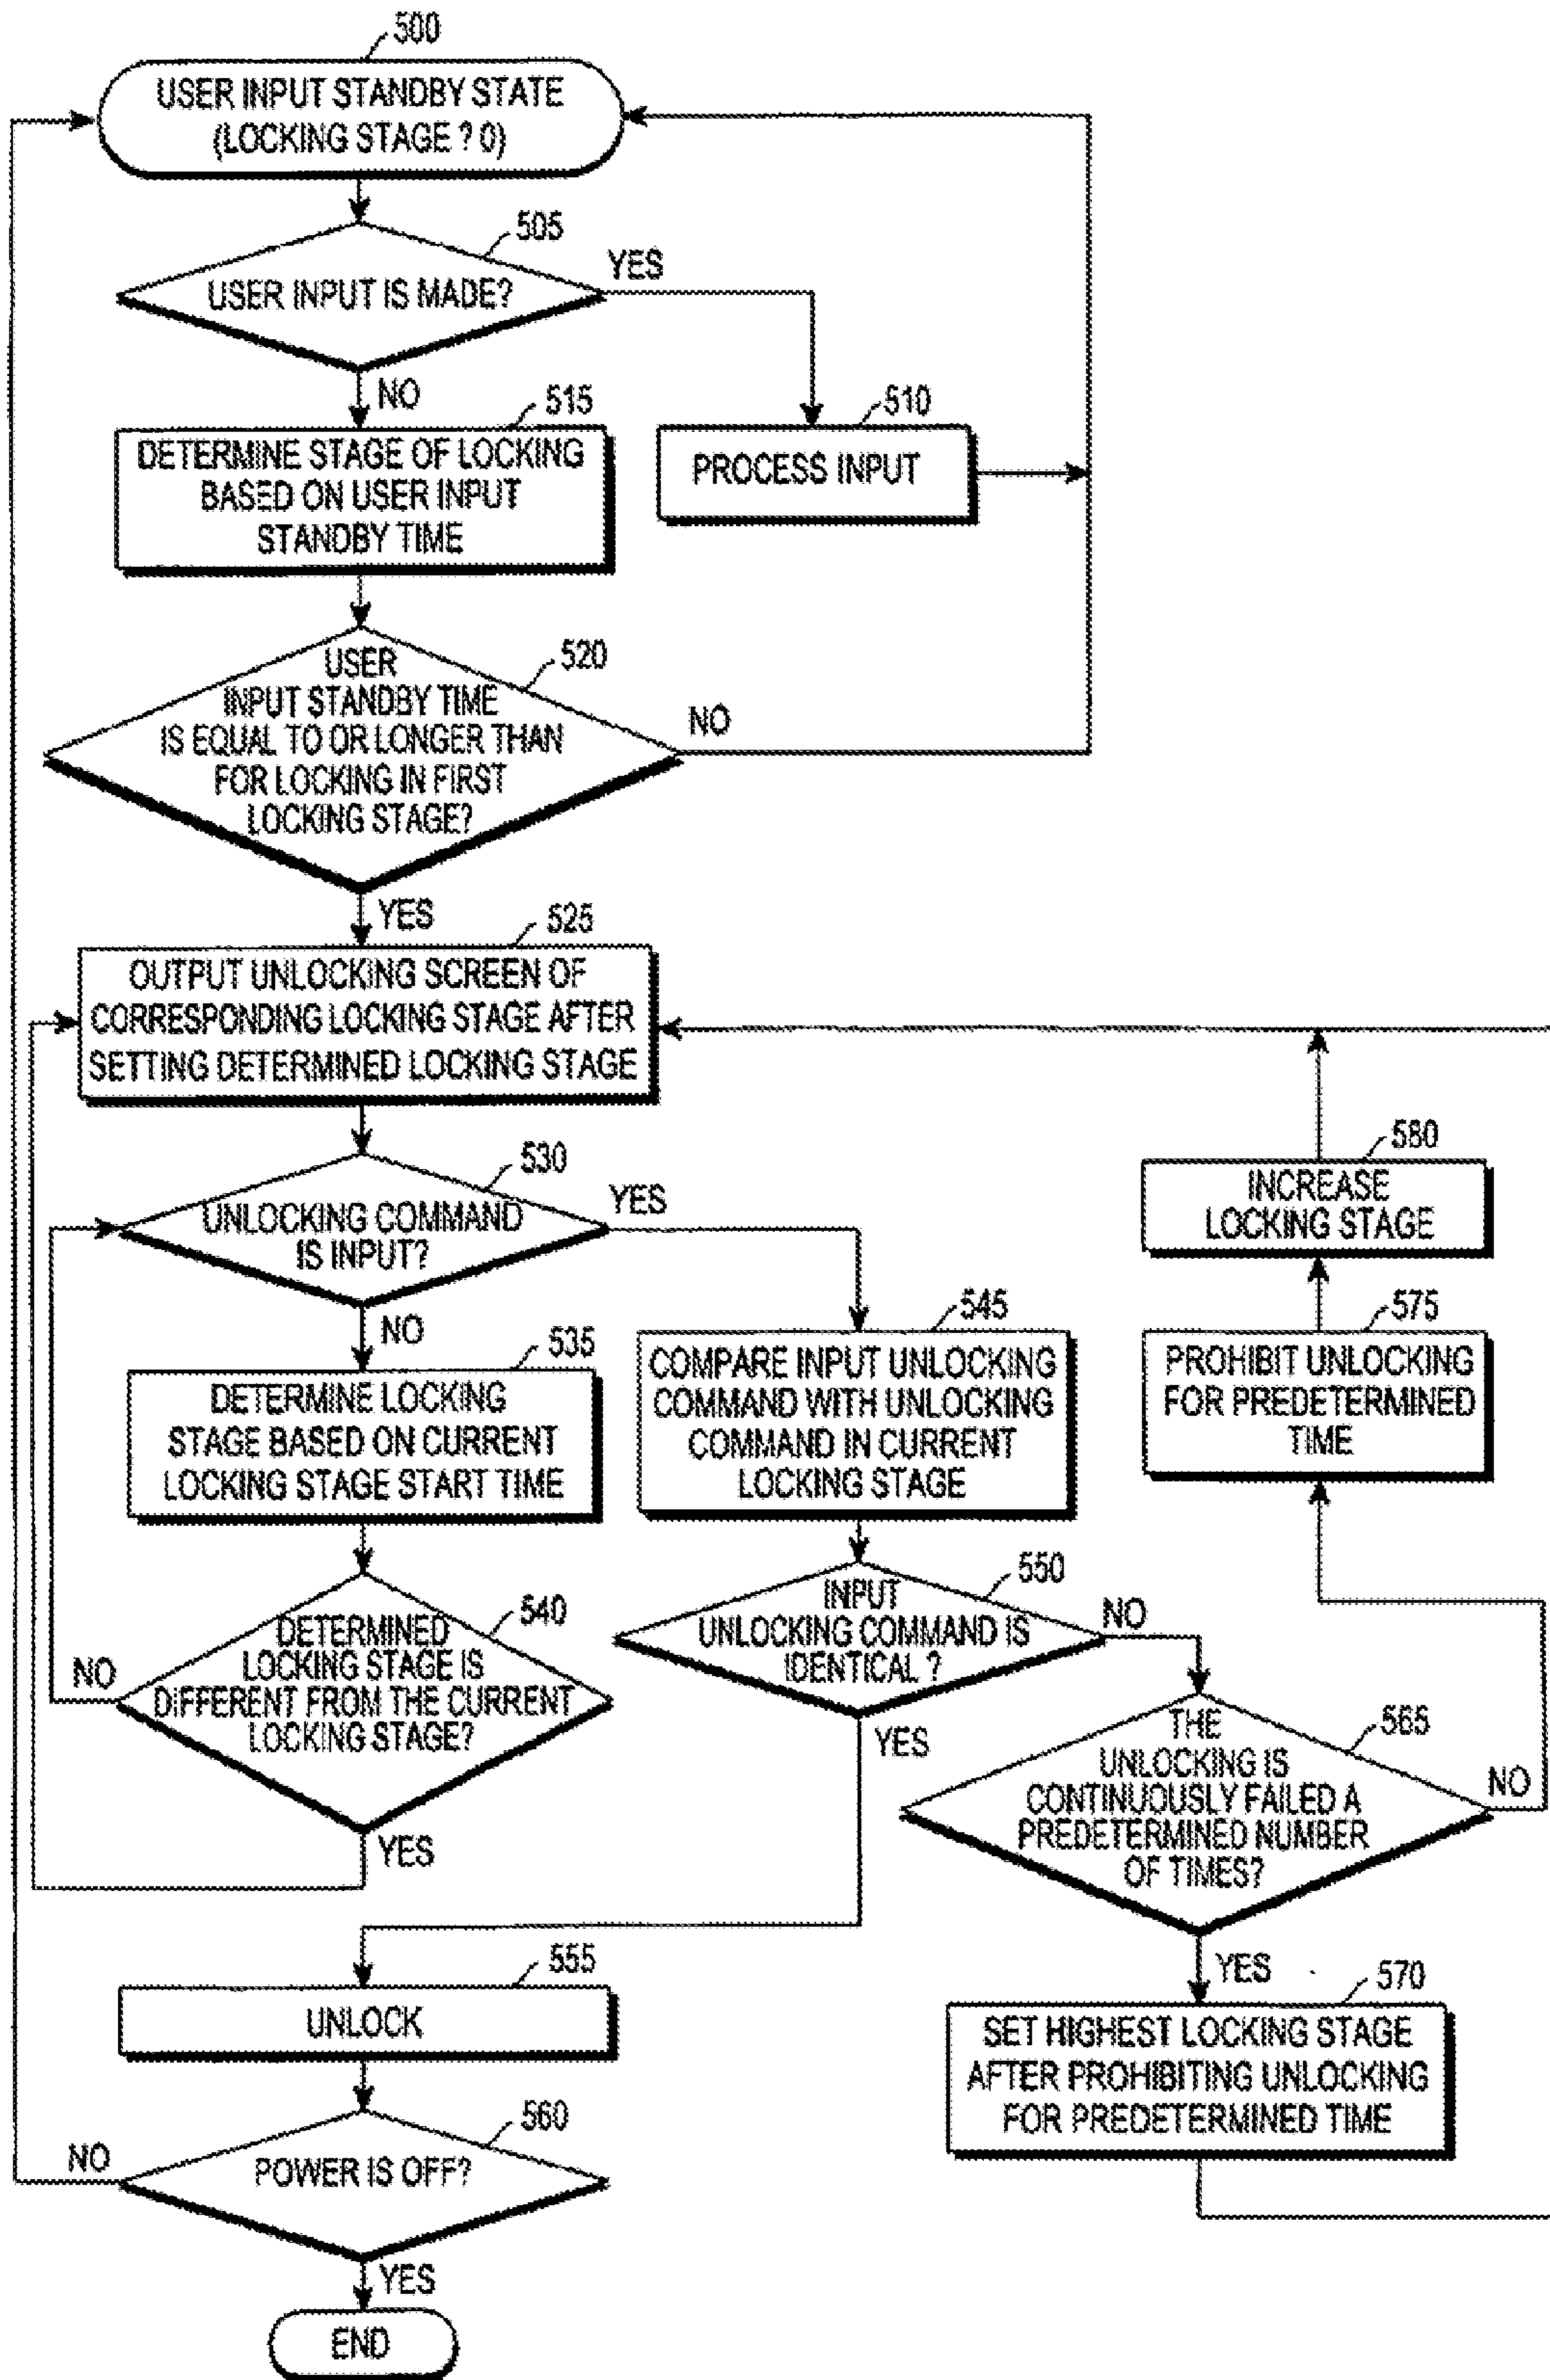 500
USER INPUT STANDBY STATE
(LOCKING STAGE ? 0)
505
USER INPUT IS MADE?
YES
NO
510
PROCESS INPUT
515
DETERMINE STAGE OF LOCKING
BASED ON USER INPUT
STANDBY TIME
520
USER
INPUT STANDBY TIME
IS EQUAL TO OR LONGER THAN
FOR LOCKING IN FIRST
LOCKING STAGE?
NO
YES
525
OUTPUT UNLOCKING SCREEN OF
CORRESPONDING LOCKING STAGE AFTER
SETTING DETERMINED LOCKING STAGE
530
UNLOCKING COMMAND
IS INPUT?
YES
NO
535
DETERMINE LOCKING
STAGE BASED ON CURRENT
LOCKING STAGE START TIME
540
DETERMINED
LOCKING STAGE IS
DIFFERENT FROM THE CURRENT
LOCKING STAGE?
NO
YES
545
COMPARE INPUT UNLOCKING
COMMAND WITH UNLOCKING
COMMAND IN CURRENT
LOCKING STAGE
550
INPUT
UNLOCKING COMMAND IS
IDENTICAL ?
NO
YES
580
INCREASE
LOCKING STAGE
575
PROHIBIT UNLOCKING
FOR PREDETERMINED
TIME
565
THE
UNLOCKING IS
CONTINUOUSLY FAILED A
PREDETERMINED NUMBER
OF TIMES?
NO
YES
570
SET HIGHEST LOCKING STAGE
AFTER PROHIBITING UNLOCKING
FOR PREDETERMINED TIME
555
UNLOCK
560
POWER IS OFF?
NO
YES
END